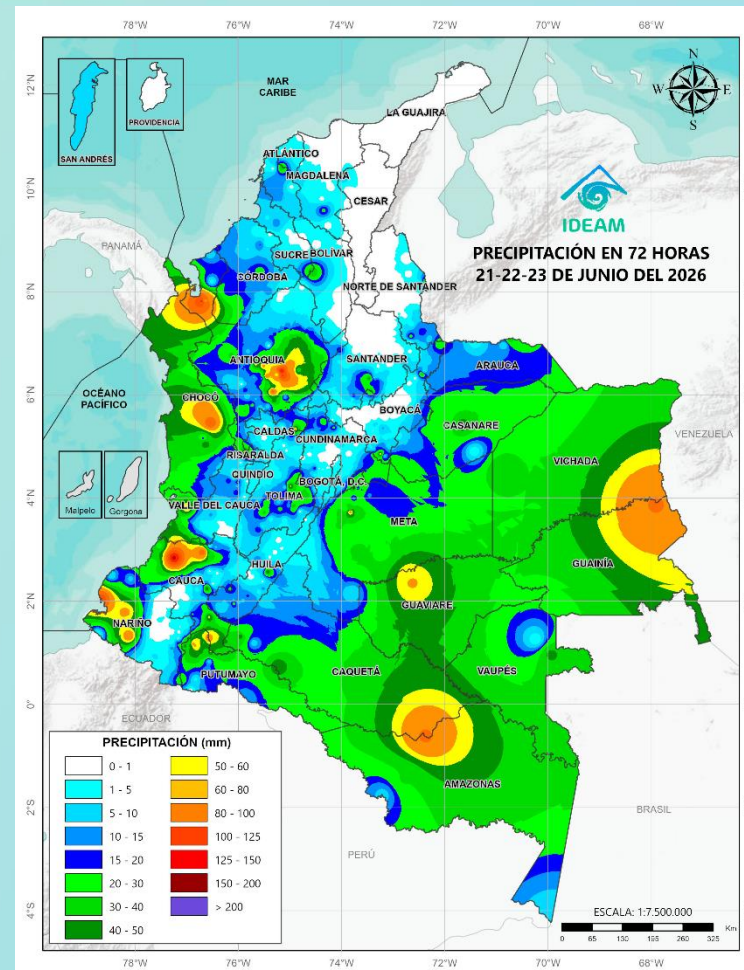 78°W 76°W 74°W 72°W 70°W 68°W
12°N
10°N
8°N
6°N
4°N
2°N
0°
2°S
4°S
MAR
CARIBE
SAN ANDRÉS
PROVIDENCIA
N
W E
S
IDEAM
PRECIPITACIÓN EN 72 HORAS
21-22-23 DE JUNIO DEL 2026
LA GUAJIRA
ATLÁNTICO
MAGDALENA
CESAR
PANAMÁ
SUCRE
BOLÍVAR
CÓRDOBA
NORTE DE SANTANDER
ANTIOQUIA
SANTANDER
ARAUCA
OCÉANO
PACÍFICO
CHOCÓ
BOYACÁ
CALDAS
CUNDINAMARCA
CASANARE
RISARALDA
VICHADA
VENEZUELA
QUINDÍO
BOGOTÁ, D.C.
TOLIMA
Malpelo
Gorgona
VALLE DEL CAUCA
META
HUILA
GUAINÍA
CAUCA
GUAVIARE
NARIÑO
CAQUETÁ
VAUPÉS
PUTUMAYO
ECUADOR
AMAZONAS
BRASIL
PERÚ
PRECIPITACIÓN (mm)
0 - 1
1 - 5
5 - 10
10 - 15
15 - 20
20 - 30
30 - 40
40 - 50
50 - 60
60 - 80
80 - 100
100 - 125
125 - 150
150 - 200
> 200
ESCALA: 1:7.500.000
0 65 130 195 260 325 Km
78°W 76°W 74°W 72°W 70°W 68°W